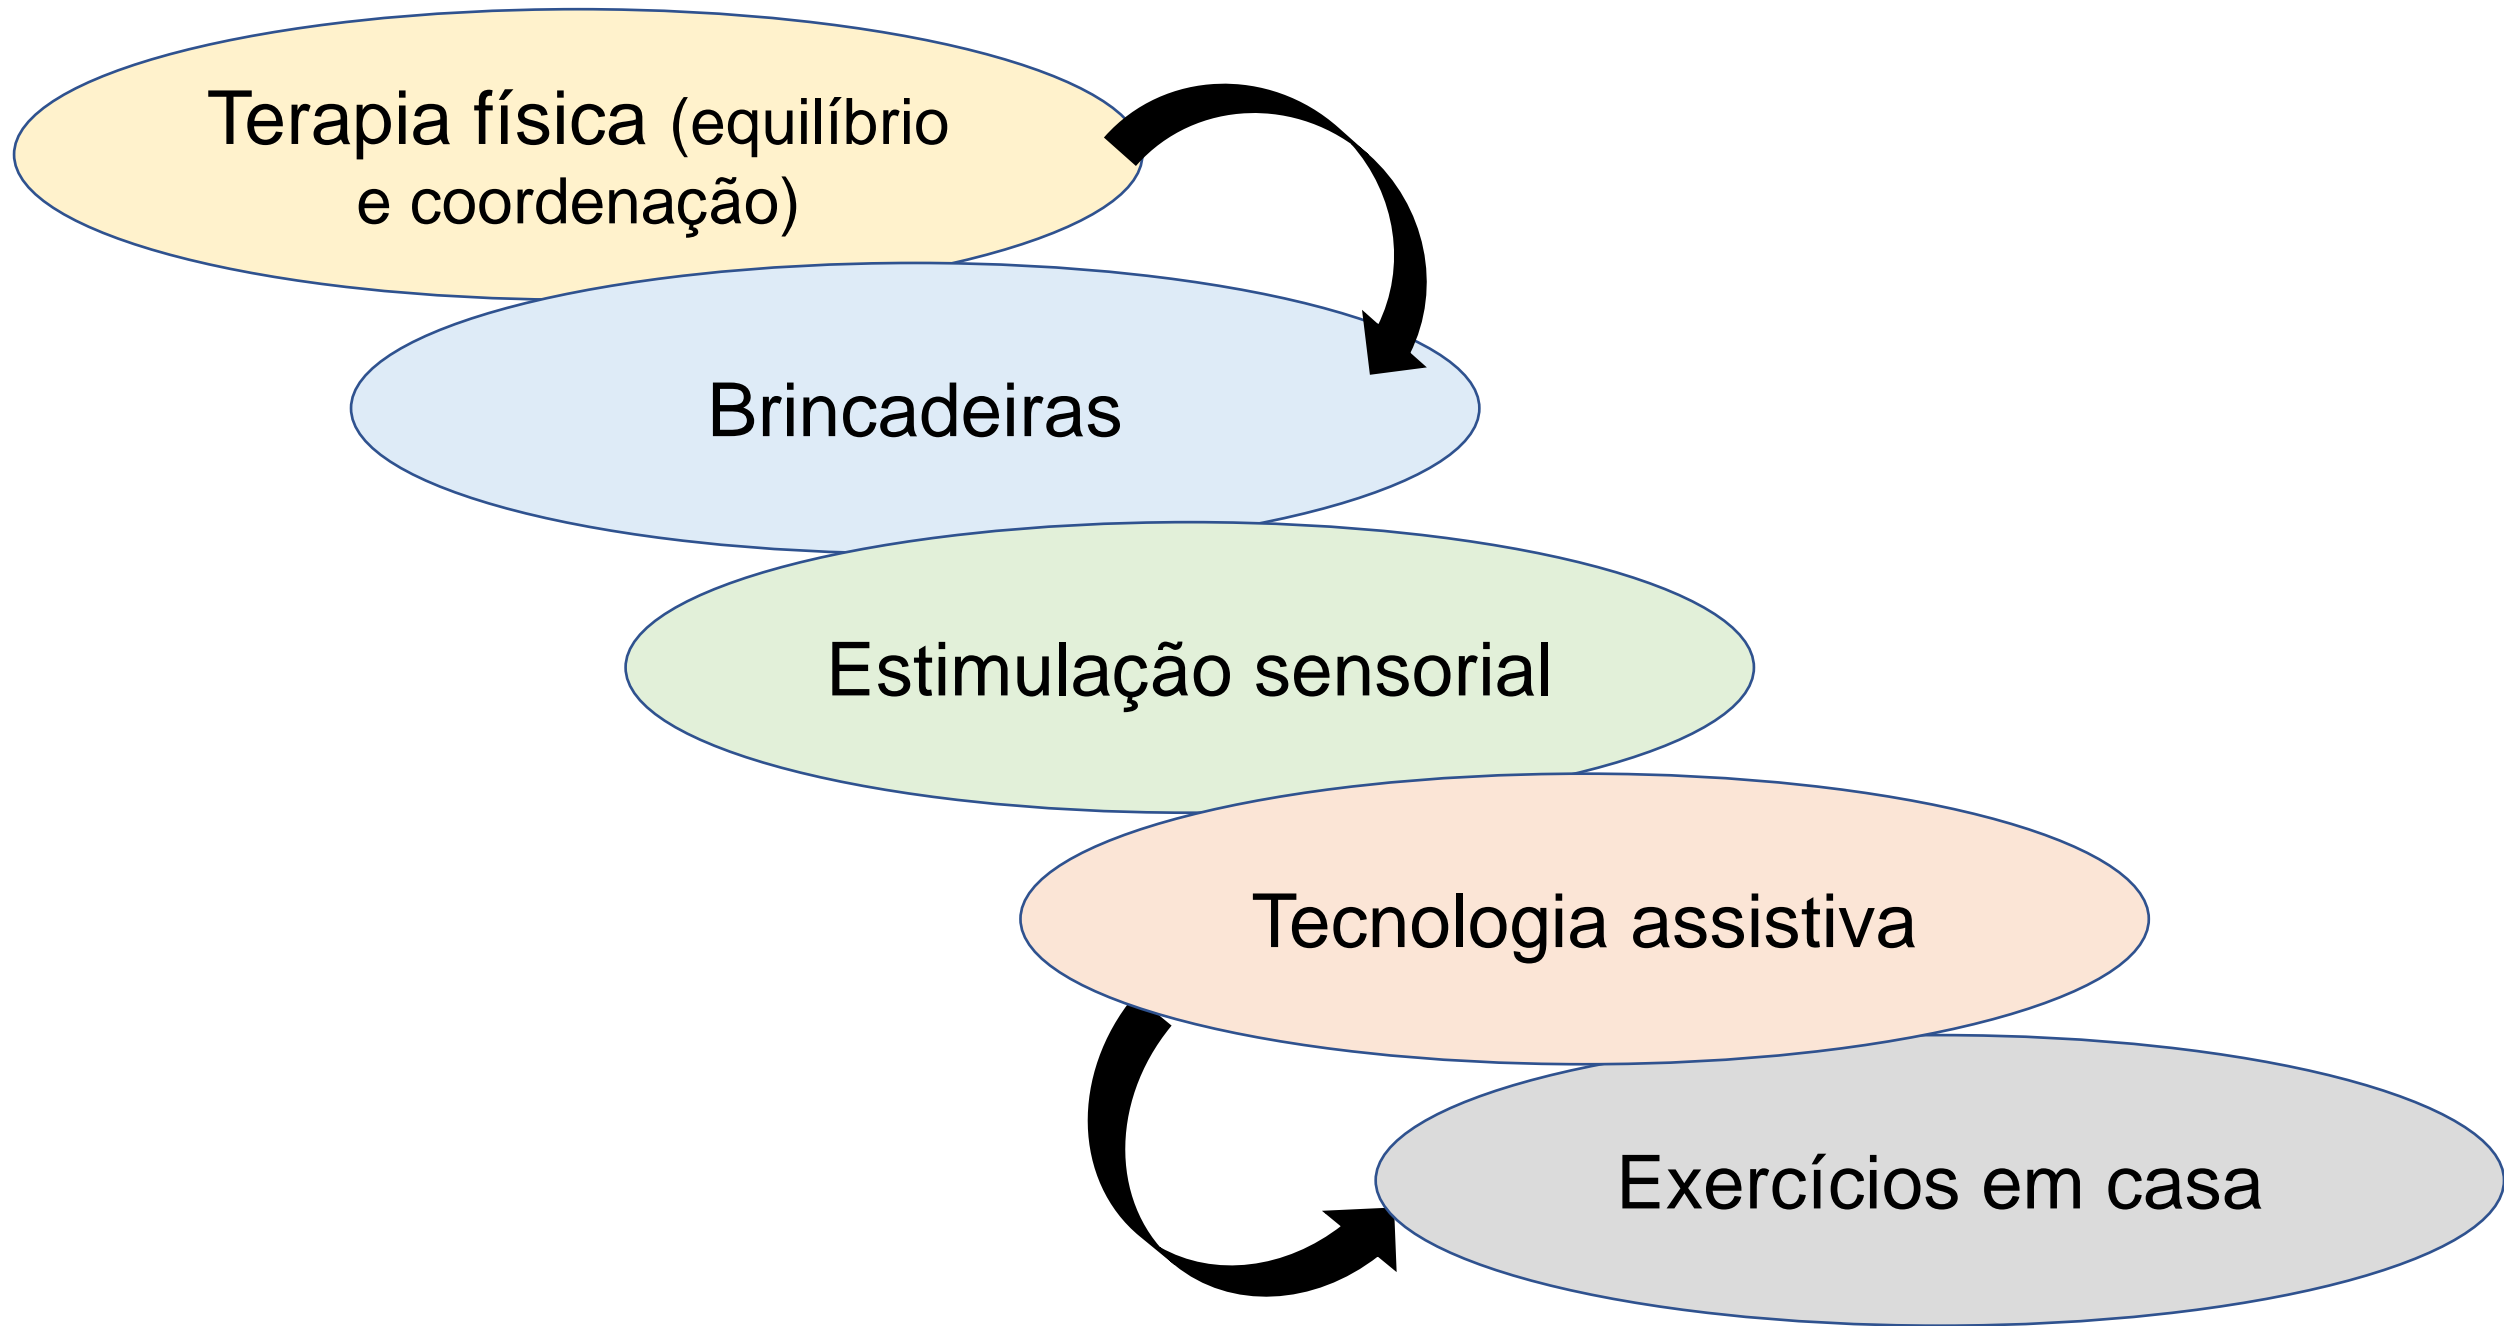 Terapia física (equilíbrio
e coordenação)
Brincadeiras
Estimulação sensorial
Tecnologia assistiva
Exercícios em casa